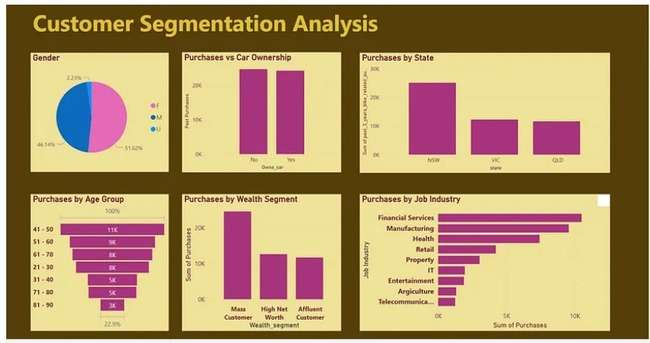 Customer Segmentation Analysis
Gender
2.23%
46.14%
51.62%
F
M
U
Purchases vs Car Ownership
Past Purchases
20K
10K
0K
No Yes
Owns_car
Purchases by State
30K
20K
10K
0K
NSW VIC QLD
state
Purchases by Age Group
100%
41 - 50 11K
51 - 60 9K
61 - 70 8K
21 - 30 8K
31 - 40 5K
71 - 80 5K
81 - 90 3K
22.9%
Purchases by Wealth Segment
Sum of Purchases
20K
10K
0K
Mass Customer
High Net Worth
Affluent Customer
Wealth_segment
Purchases by Job Industry
Job Industry
Financial Services
Manufacturing
Health
Retail
Property
IT
Entertainment
Argiculture
Telecommunica...
0K 5K 10K
Sum of Purchases